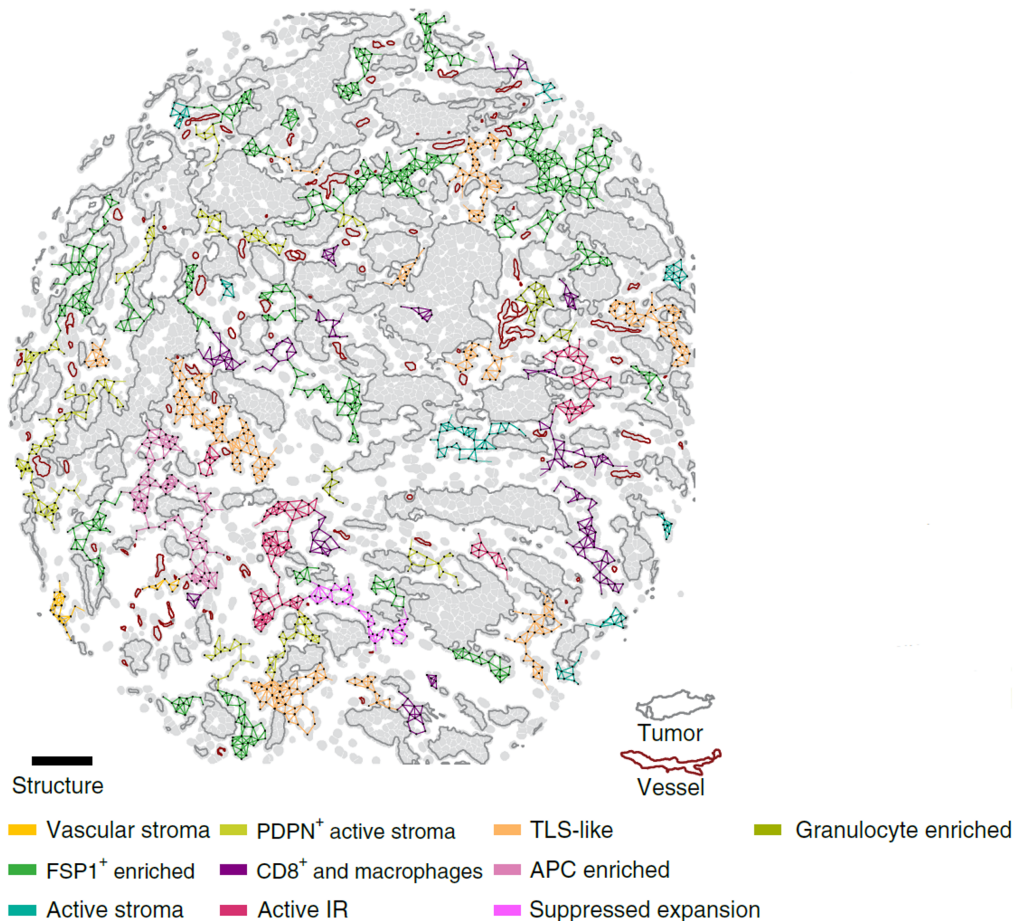 Tumor
Vessel
Structure
Vascular stroma
PDPN+ active stroma
TLS-like
Granulocyte enriched
FSP1+ enriched
CD8+ and macrophages
APC enriched
Active stroma
Active IR
Suppressed expansion